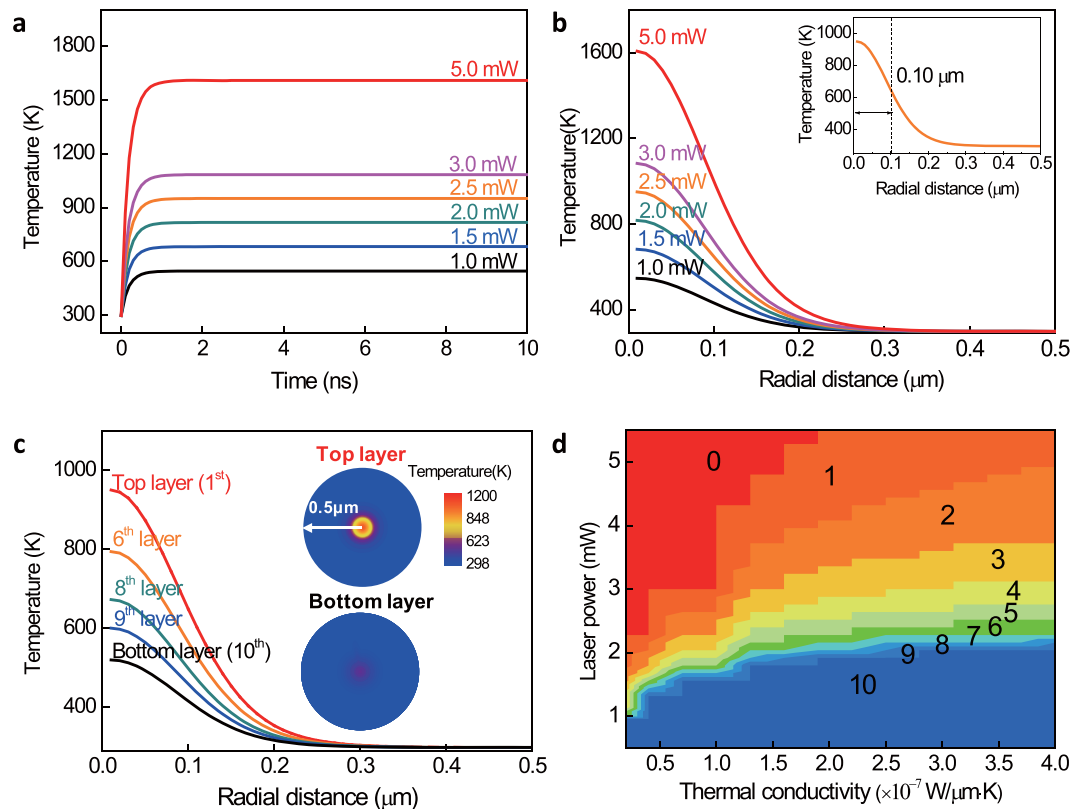 a
1800
1500
1200
900
600
300
Temperature (K)
5.0 mW
3.0 mW
2.5 mW
2.0 mW
1.5 mW
1.0 mW
0 2 4 6 8 10
Time (ns)
b
1600
1200
800
400
Temperature(K)
5.0 mW
3.0 mW
2.5 mW
2.0 mW
1.5 mW
1.0 mW
0.0 0.1 0.2 0.3 0.4 0.5
Radial distance (μm)
1000
800
600
400
Temperature (K)
0.10 μm
0.0 0.1 0.2 0.3 0.4 0.5
Radial distance (μm)
c
1000
800
600
400
Temperature (K)
Top layer (1st)
6th layer
8th layer
9th layer
Bottom layer (10th)
0.0 0.1 0.2 0.3 0.4 0.5
Radial distance (μm)
Top layer
0.5μm
Temperature(K)
1200
848
623
298
Bottom layer
d
5
4
3
2
1
Laser power (mW)
0
1
2
3
4
5
6
7
8
9
10
0.5 1.0 1.5 2.0 2.5 3.0 3.5 4.0
Thermal conductivity (×10−7 W/μm·K)